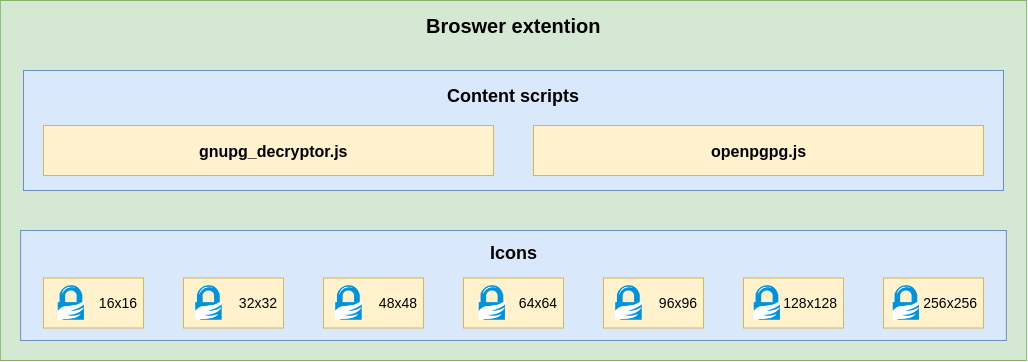 Broswer extention
Content scripts
gnupg_decryptor.js
openpgpg.js
Icons
16x16
32x32
48x48
64x64
96x96
128x128
256x256